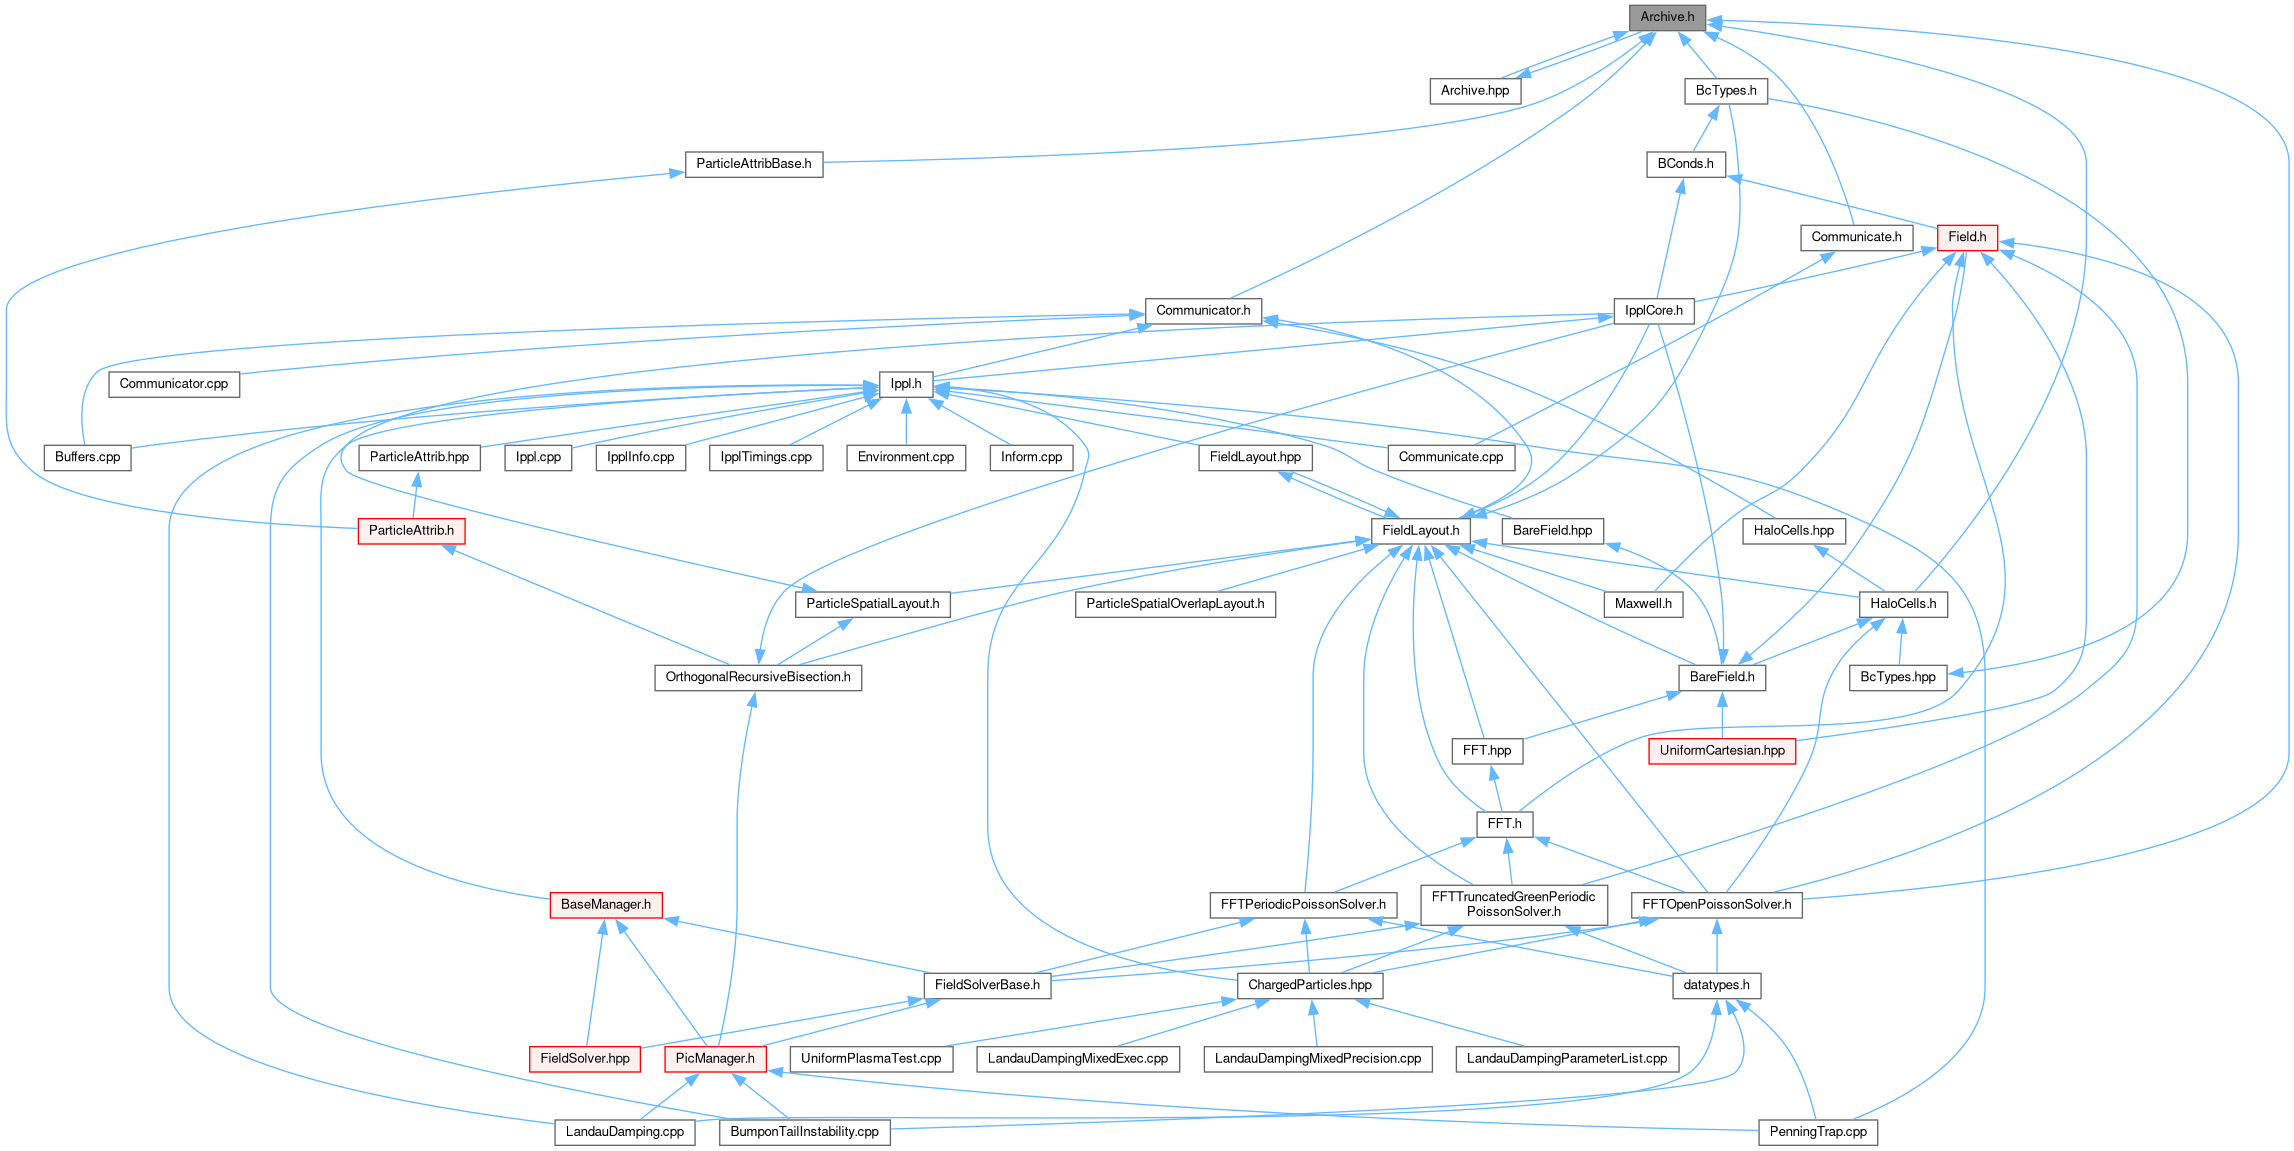 Archive.h
Archive.hpp
BcTypes.h
ParticleAttribBase.h
BConds.h
Communicate.h
Field.h
Communicator.h
IpplCore.h
Communicator.cpp
Ippl.h
Buffers.cpp
ParticleAttrib.hpp
Ippl.cpp
IpplInfo.cpp
IpplTimings.cpp
Environment.cpp
Inform.cpp
FieldLayout.hpp
Communicate.cpp
ParticleAttrib.h
FieldLayout.h
BareField.hpp
HaloCells.hpp
ParticleSpatialLayout.h
ParticleSpatialOverlapLayout.h
Maxwell.h
HaloCells.h
OrthogonalRecursiveBisection.h
BareField.h
BcTypes.hpp
FFT.hpp
UniformCartesian.hpp
FFT.h
BaseManager.h
FFTPeriodicPoissonSolver.h
FFTTruncatedGreenPeriodic
PoissonSolver.h
FFTOpenPoissonSolver.h
FieldSolverBase.h
ChargedParticles.hpp
datatypes.h
FieldSolver.hpp
PicManager.h
UniformPlasmaTest.cpp
LandauDampingMixedExec.cpp
LandauDampingMixedPrecision.cpp
LandauDampingParameterList.cpp
LandauDamping.cpp
BumponTailInstability.cpp
PenningTrap.cpp